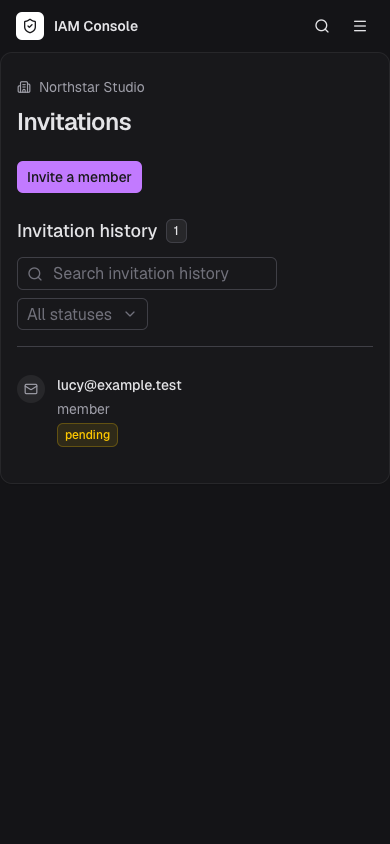 IAM Console
Northstar Studio
Invitations
Invite a member
Invitation history 1
Search invitation history
All statuses
lucy@example.test
member
pending